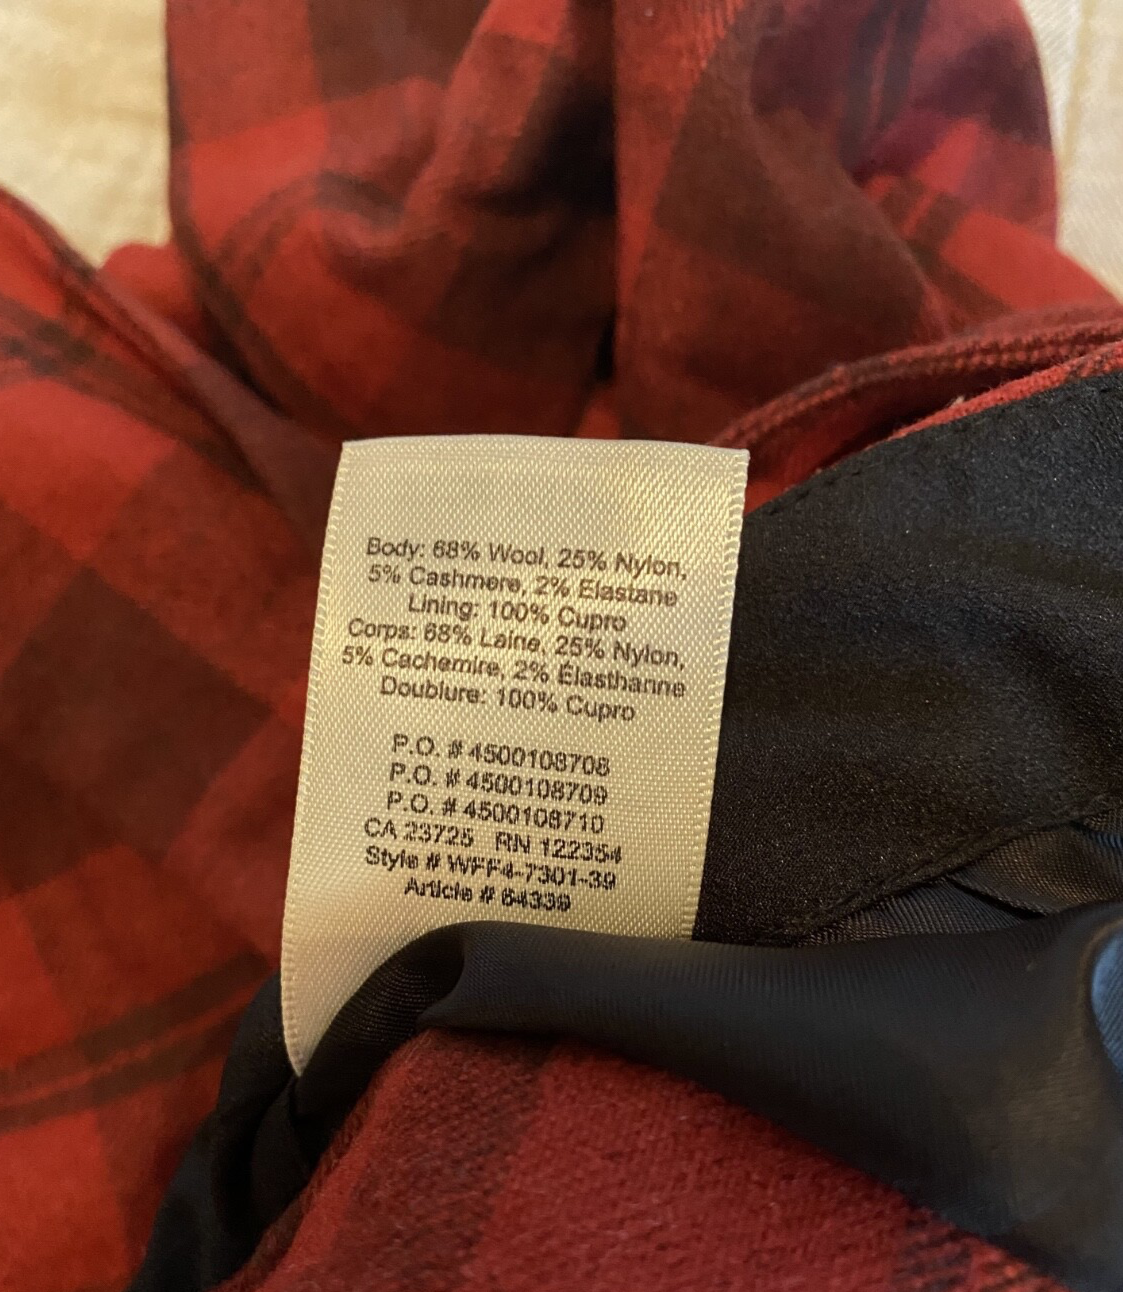 Body: 68% Wool, 25% Nylon,
5% Cashmere, 2% Elastane
Lining: 100% Cupro
Corps: 68% Laine, 25% Nylon,
5% Cachemire, 2% Élasthanne
Doublure: 100% Cupro
P.O. # 4500108708
P.O. # 4500108709
P.O. # 4500108710
CA 23725 RN 122354
Style # WFF4-7301-39
Article # 64339